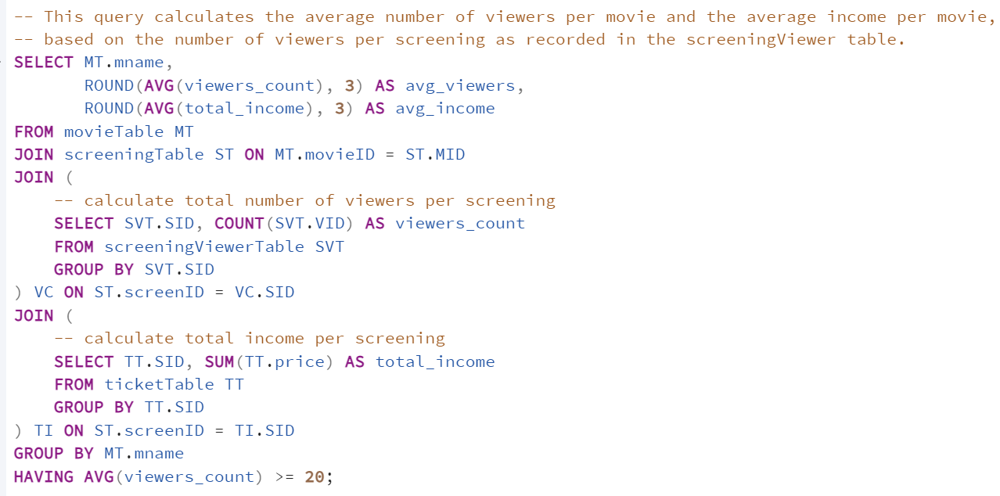 -- This query calculates the average number of viewers per movie and the average income per movie,
-- based on the number of viewers per screening as recorded in the screeningViewer table.
SELECT MT.mname,
       ROUND(AVG(viewers_count), 3) AS avg_viewers,
       ROUND(AVG(total_income), 3) AS avg_income
FROM movieTable MT
JOIN screeningTable ST ON MT.movieID = ST.MID
JOIN (
    -- calculate total number of viewers per screening
    SELECT SVT.SID, COUNT(SVT.VID) AS viewers_count
    FROM screeningViewerTable SVT
    GROUP BY SVT.SID
) VC ON ST.screenID = VC.SID
JOIN (
    -- calculate total income per screening
    SELECT TT.SID, SUM(TT.price) AS total_income
    FROM ticketTable TT
    GROUP BY TT.SID
) TI ON ST.screenID = TI.SID
GROUP BY MT.mname
HAVING AVG(viewers_count) >= 20;